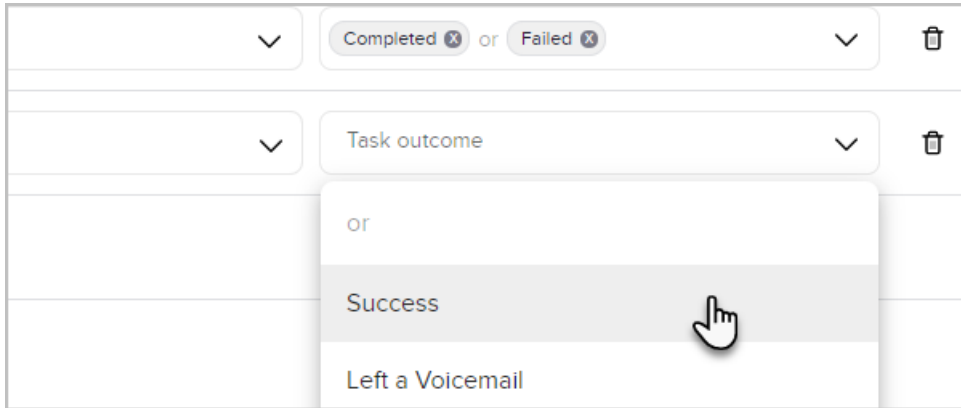 Completed or Failed
Task outcome
or
Success
Left a Voicemail